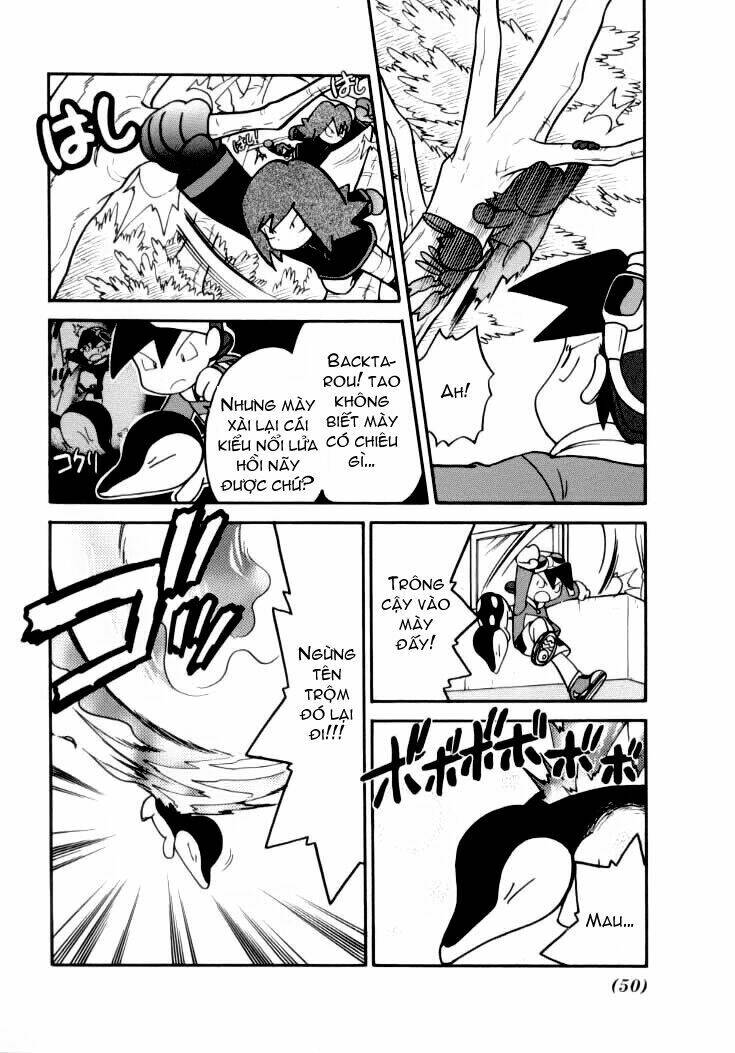 AH!
はし
はし
はし!
BACKTA-
ROU! TAO
KHÔNG
BIẾT MÀY
CÓ CHIÊU
GÌ...
NHƯNG MÀY
XÀI LẠI CÁI
KIỂU NỔI LỬA
HỒI NÃY
ĐƯỢC CHỨ?
コクリ
TRÔNG
CẬY VÀO
MÀY
ĐẤY!
ボボボボボボ
MAU...
NGỪNG
TÊN
TRỘM
ĐÓ LẠI
ĐI!!!
ゴッ
(50)